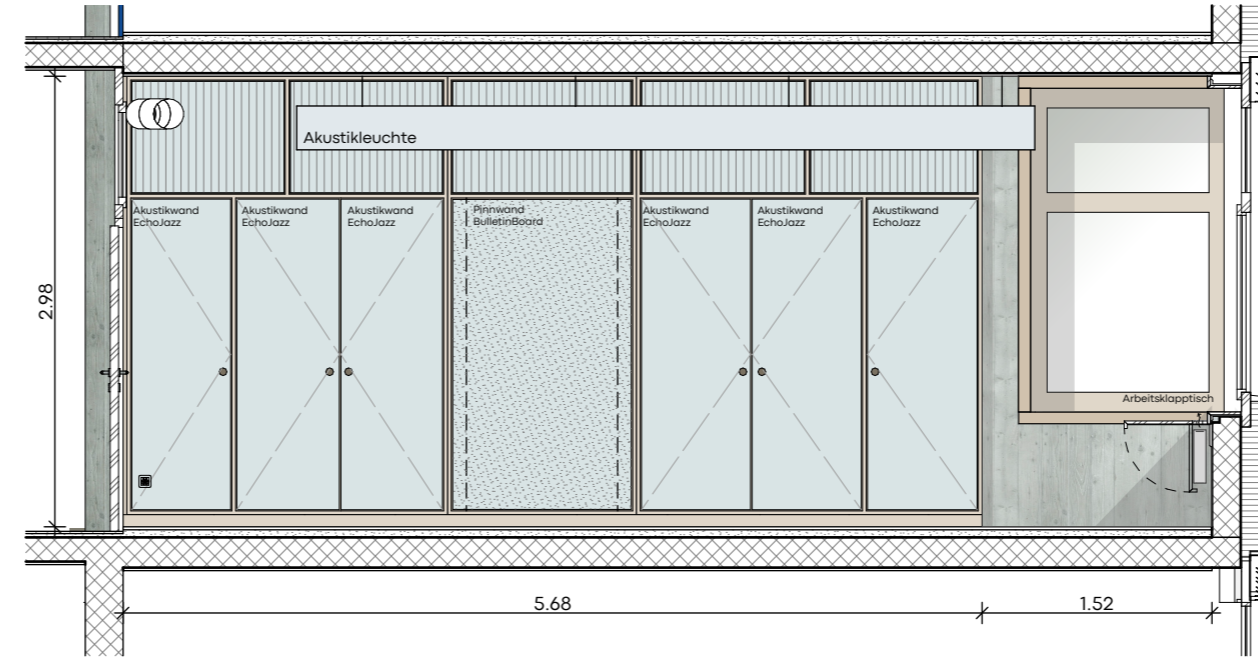 Akustikleuchte
Akustikwand
EchoJazz
Akustikwand
EchoJazz
Akustikwand
EchoJazz
Pinnwand
BulletinBoard
Akustikwand
EchoJazz
Akustikwand
EchoJazz
Akustikwand
EchoJazz
2.98
Arbeitsklapptisch
5.68
1.52